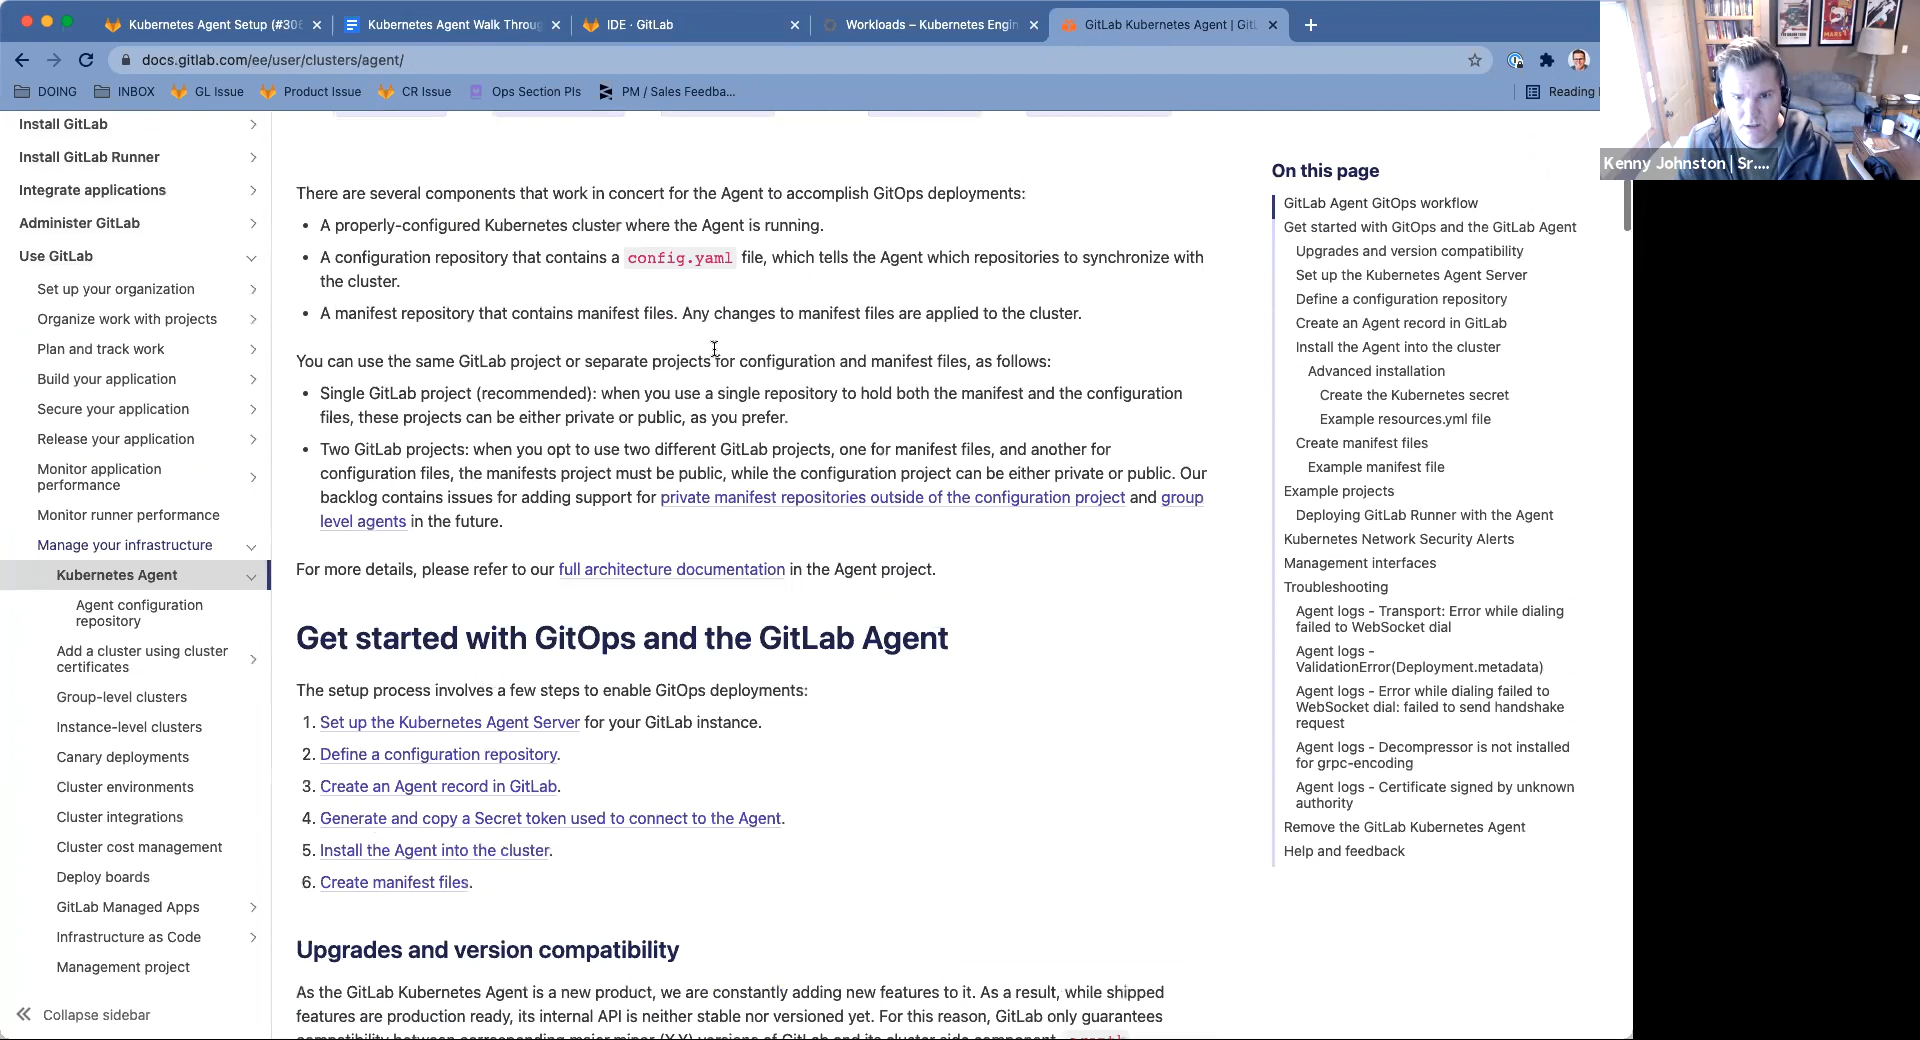 Kubernetes Agent Setup (#306
Kubernetes Agent Walk Throug
IDE · GitLab
Workloads – Kubernetes Engin
GitLab Kubernetes Agent | GitL
docs.gitlab.com/ee/user/clusters/agent/
DOING
INBOX
GL Issue
Product Issue
CR Issue
Ops Section PIs
PM / Sales Feedba...
Reading
Kenny Johnston | Sr....
Install GitLab
Install GitLab Runner
Integrate applications
Administer GitLab
Use GitLab
Set up your organization
Organize work with projects
Plan and track work
Build your application
Secure your application
Release your application
Monitor application
performance
Monitor runner performance
Manage your infrastructure
Kubernetes Agent
Agent configuration
repository
Add a cluster using cluster
certificates
Group-level clusters
Instance-level clusters
Canary deployments
Cluster environments
Cluster integrations
Cluster cost management
Deploy boards
GitLab Managed Apps
Infrastructure as Code
Management project
Collapse sidebar
There are several components that work in concert for the Agent to accomplish GitOps deployments:
• A properly-configured Kubernetes cluster where the Agent is running.
• A configuration repository that contains a config.yaml file, which tells the Agent which repositories to synchronize with
the cluster.
• A manifest repository that contains manifest files. Any changes to manifest files are applied to the cluster.
You can use the same GitLab project or separate projects for configuration and manifest files, as follows:
• Single GitLab project (recommended): when you use a single repository to hold both the manifest and the configuration
files, these projects can be either private or public, as you prefer.
• Two GitLab projects: when you opt to use two different GitLab projects, one for manifest files, and another for
configuration files, the manifests project must be public, while the configuration project can be either private or public. Our
backlog contains issues for adding support for private manifest repositories outside of the configuration project and group
level agents in the future.
For more details, please refer to our full architecture documentation in the Agent project.
Get started with GitOps and the GitLab Agent
The setup process involves a few steps to enable GitOps deployments:
1. Set up the Kubernetes Agent Server for your GitLab instance.
2. Define a configuration repository.
3. Create an Agent record in GitLab.
4. Generate and copy a Secret token used to connect to the Agent.
5. Install the Agent into the cluster.
6. Create manifest files.
Upgrades and version compatibility
As the GitLab Kubernetes Agent is a new product, we are constantly adding new features to it. As a result, while shipped
features are production ready, its internal API is neither stable nor versioned yet. For this reason, GitLab only guarantees
compatibility between corresponding major.minor (X.Y) versions of GitLab and its cluster side component,
On this page
GitLab Agent GitOps workflow
Get started with GitOps and the GitLab Agent
Upgrades and version compatibility
Set up the Kubernetes Agent Server
Define a configuration repository
Create an Agent record in GitLab
Install the Agent into the cluster
Advanced installation
Create the Kubernetes secret
Example resources.yml file
Create manifest files
Example manifest file
Example projects
Deploying GitLab Runner with the Agent
Kubernetes Network Security Alerts
Management interfaces
Troubleshooting
Agent logs - Transport: Error while dialing
failed to WebSocket dial
Agent logs -
ValidationError(Deployment.metadata)
Agent logs - Error while dialing failed to
WebSocket dial: failed to send handshake
request
Agent logs - Decompressor is not installed
for grpc-encoding
Agent logs - Certificate signed by unknown
authority
Remove the GitLab Kubernetes Agent
Help and feedback